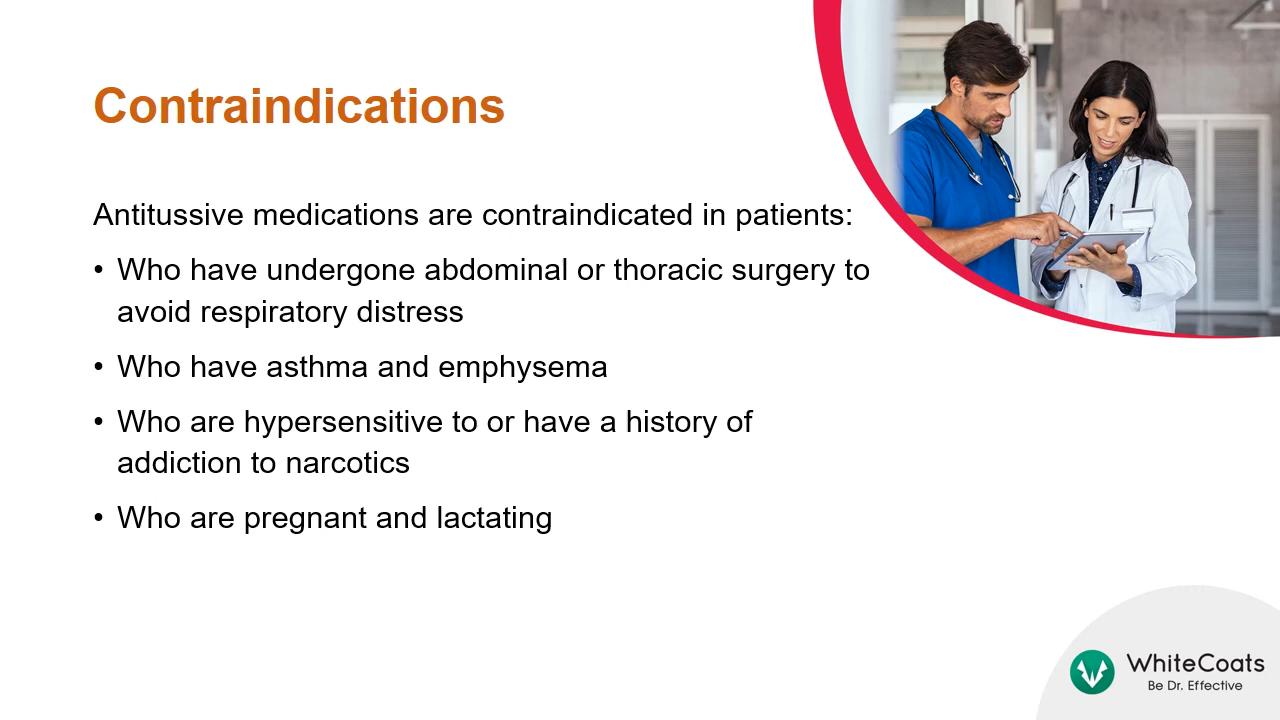 Contraindications
Antitussive medications are contraindicated in patients:
• Who have undergone abdominal or thoracic surgery to
avoid respiratory distress
• Who have asthma and emphysema
• Who are hypersensitive to or have a history of
addiction to narcotics
• Who are pregnant and lactating
WhiteCoats
Be Dr. Effective